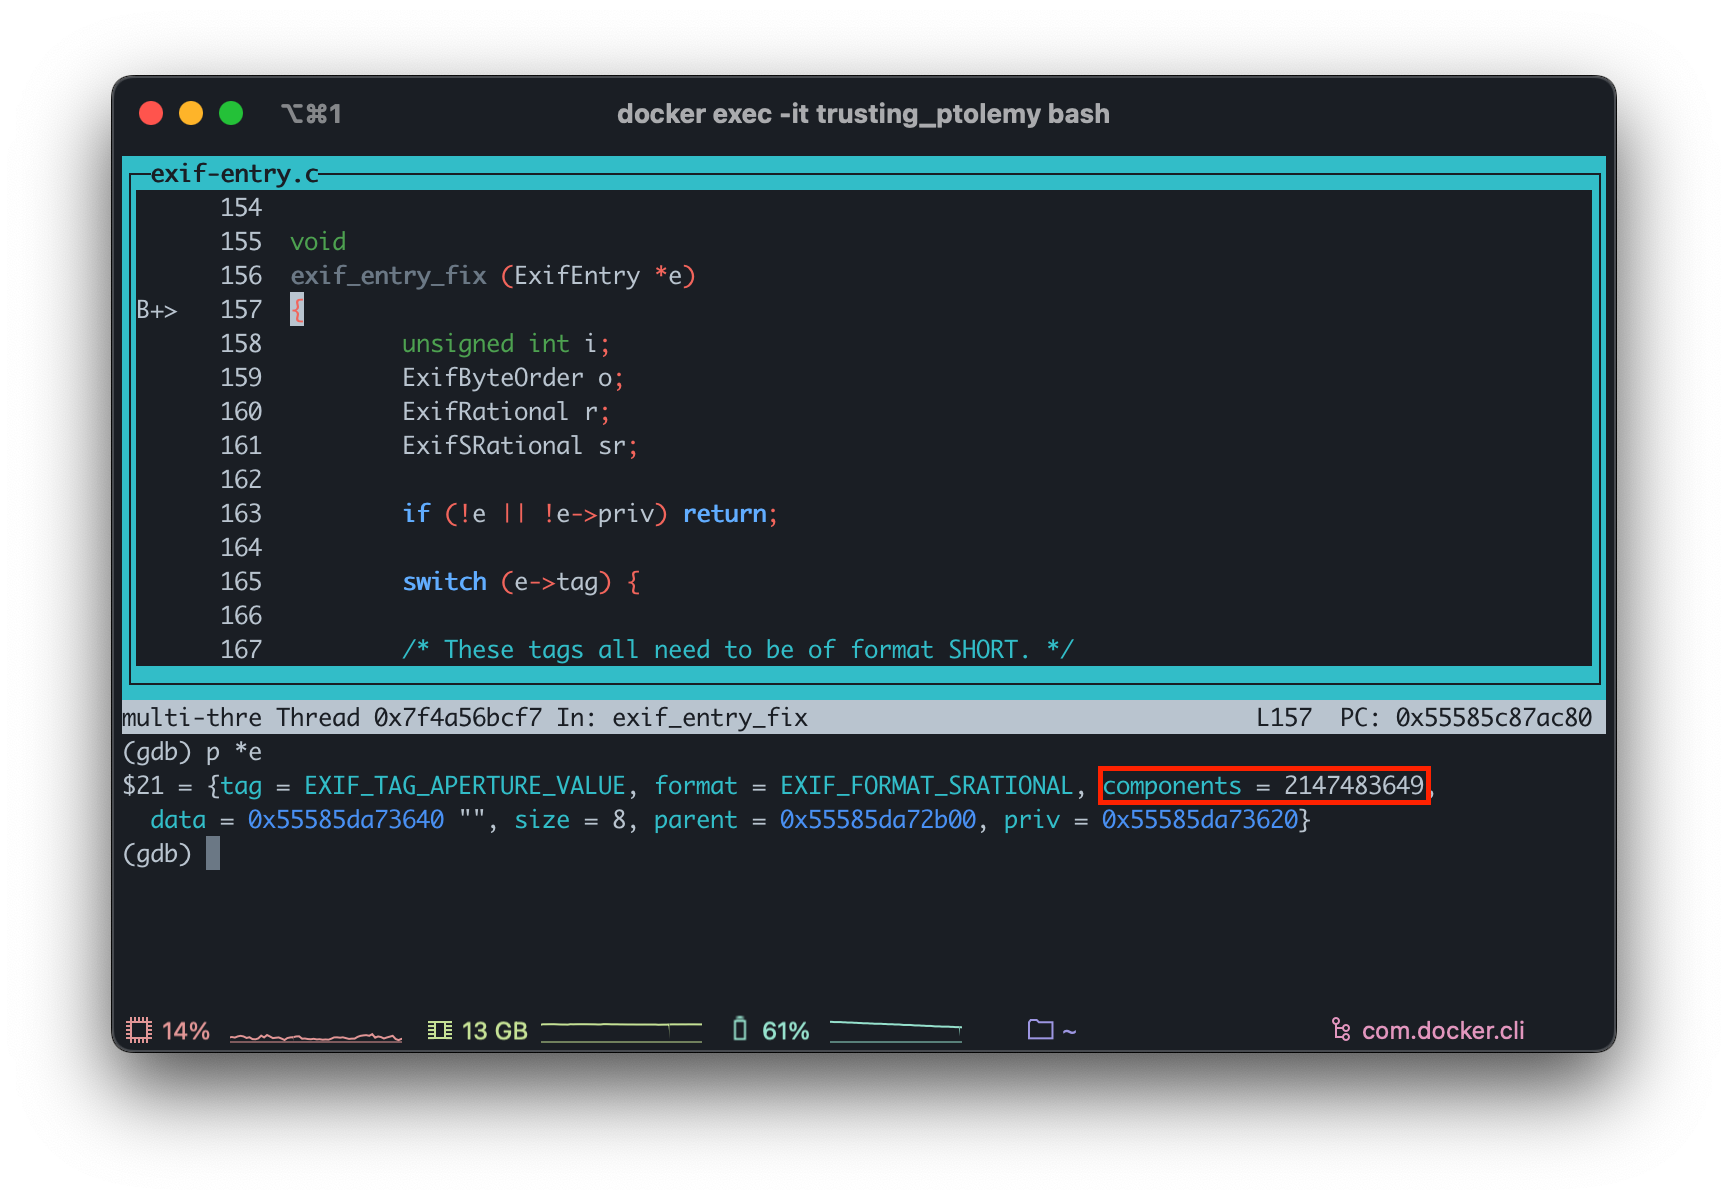 ⌥⌘1 docker exec -it trusting_ptolemy bash
exif-entry.c
154
155 void
156 exif_entry_fix (ExifEntry *e)
B+> 157 {
158 unsigned int i;
159 ExifByteOrder o;
160 ExifRational r;
161 ExifSRational sr;
162
163 if (!e || !e->priv) return;
164
165 switch (e->tag) {
166
167 /* These tags all need to be of format SHORT. */
multi-thre Thread 0x7f4a56bcf7 In: exif_entry_fix L157 PC: 0x55585c87ac80
(gdb) p *e
$21 = {tag = EXIF_TAG_APERTURE_VALUE, format = EXIF_FORMAT_SRATIONAL, components = 2147483649,
data = 0x55585da73640 "", size = 8, parent = 0x55585da72b00, priv = 0x55585da73620}
(gdb)
14% 13 GB 61% ~ com.docker.cli